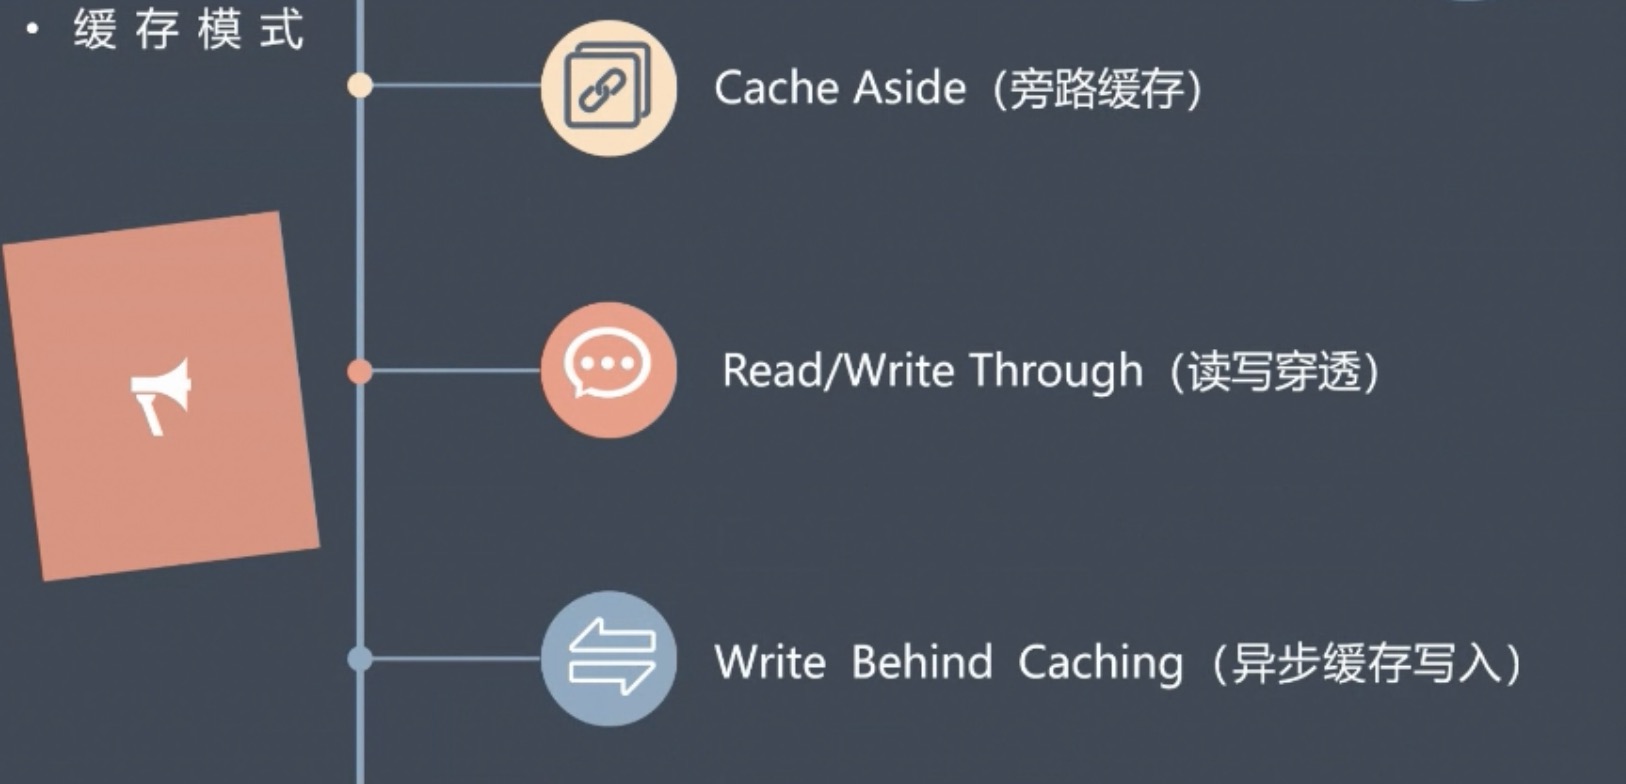 • 缓存模式
Cache Aside（旁路缓存）
Read/Write Through（读写穿透）
Write Behind Caching（异步缓存写入）